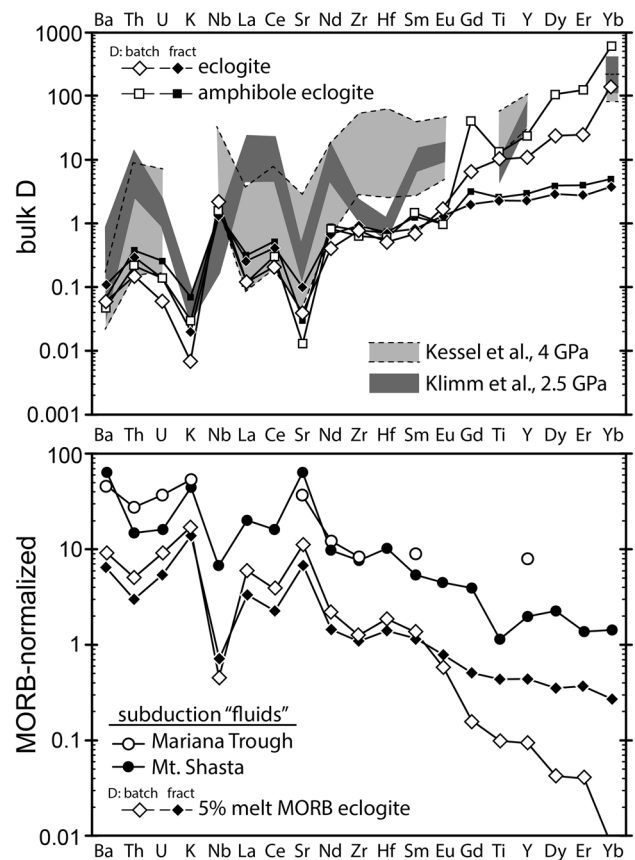 Ba Th U K Nb La Ce Sr Nd Zr Hf Sm Eu Gd Ti Y Dy Er Yb
1000
D: batch fract
eclogite
amphibole eclogite
100
10
1
0.1
0.01
0.001
bulk D
Kessel et al., 4 GPa
Klimm et al., 2.5 GPa
Ba Th U K Nb La Ce Sr Nd Zr Hf Sm Eu Gd Ti Y Dy Er Yb
100
10
1
0.1
0.01
MORB-normalized
subduction “fluids”
Mariana Trough
Mt. Shasta
D: batch fract
5% melt MORB eclogite
Ba Th U K Nb La Ce Sr Nd Zr Hf Sm Eu Gd Ti Y Dy Er Yb